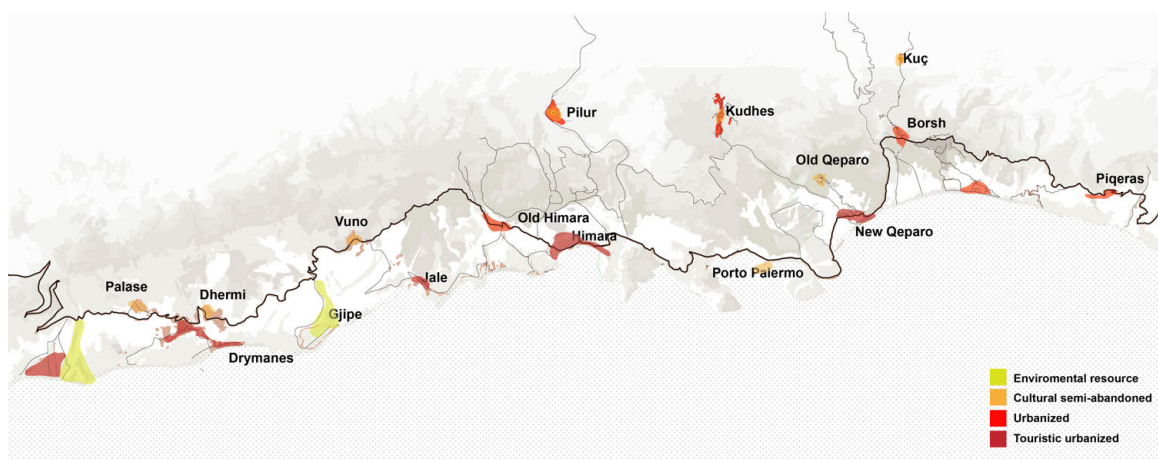 Kuç
Pilur
Kudhes
Borsh
Old Qeparo
Piqeras
Vuno
Old Himara
Himara
New Qeparo
Porto Palermo
Jale
Palase
Dhermi
Gjipe
Drymanes
Enviromental resource
Cultural semi-abandoned
Urbanized
Touristic urbanized